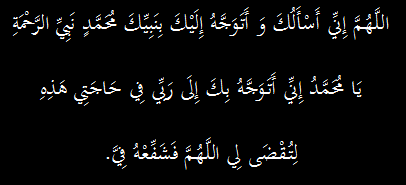 اللَّهُمَّ إِنِّي أَسْأَلُكَ وَ أَتَوَجَّهُ إِلَيْكَ بِنَبِيِّكَ مُحَمَّدٍ نَبِيِّ الرَّحْمَةِ
يَا مُحَمَّدُ إِنِّي أَتَوَجَّهُ بِكَ إِلَى رَبِّي فِي حَاجَتِي هَذِهِ
لِتُقْضَى لِي اللَّهُمَّ فَشَفِّعْهُ فِيَّ.